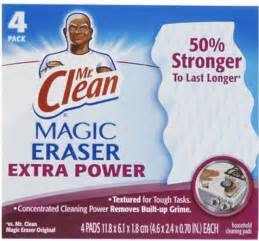 4
PACK
Mr.
Clean
MAGIC
ERASER
EXTRA POWER
50%
Stronger
To Last Longer*
• Textured for Tough Tasks.
• Concentrated Cleaning Power Removes Built-up Grime.
*vs. Mr. Clean
Magic Eraser Original
4 PADS 11.8 x 6.1 x 1.8 cm (4.6 x 2.4 x 0.70 IN.) EACH
household
cleaning pads